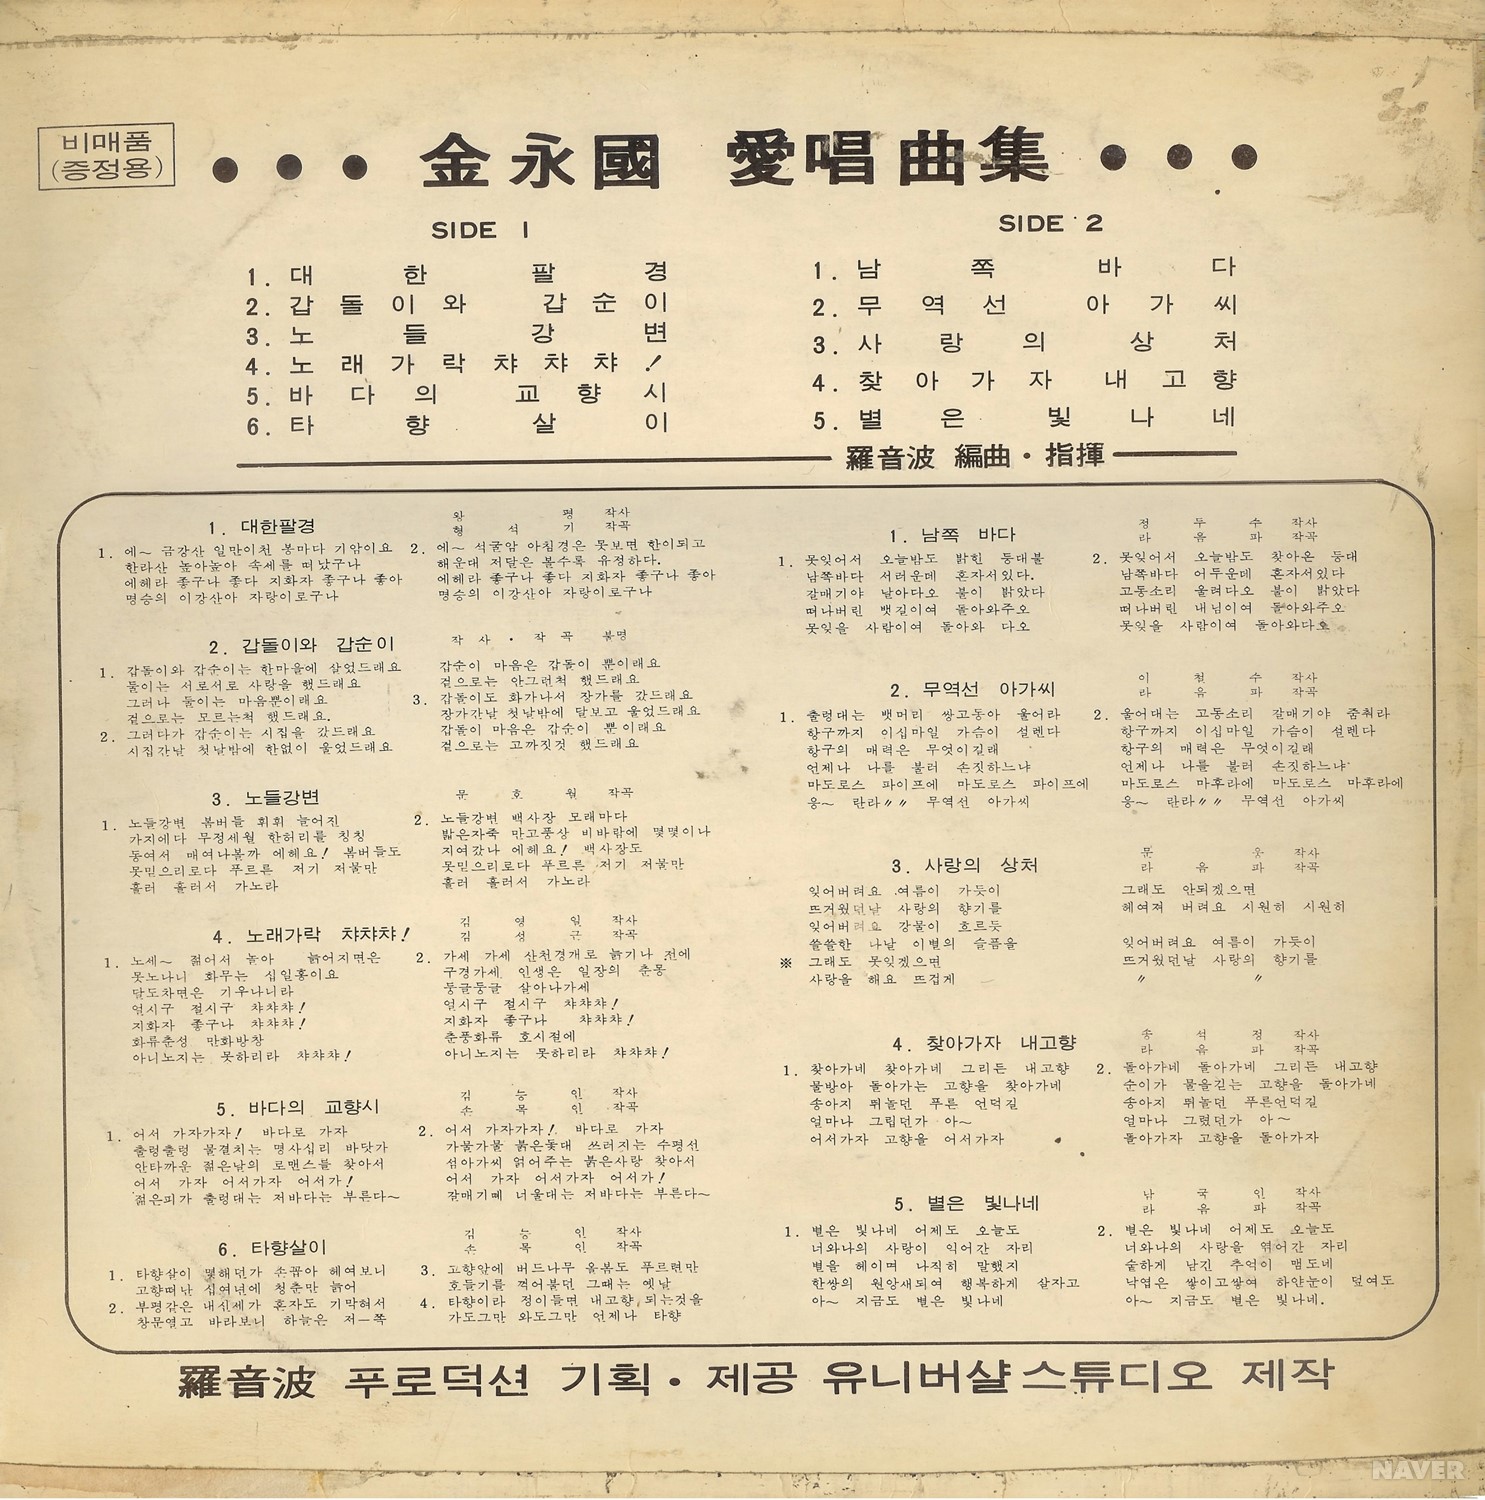 비매품
(증정용)
••• 金永國 愛唱曲集 •••
SIDE 1
1. 대한팔경
2. 갑돌이와 갑순이
3. 노들강변
4. 노래가락 챠챠챠!
5. 바다의 교향시
6. 타향살이
SIDE 2
1. 남쪽바다
2. 무역선 아가씨
3. 사랑의 상처
4. 찾아가자 내고향
5. 별은 빛나네
羅音波 編曲・指揮
1. 대한팔경
왕평 작사
형석기 작곡
1. 에~ 금강산 일만이천 봉마다 기암이요
한라산 높아높아 속세를 떠났구나
에헤라 좋구나 좋다 지화자 좋구나 좋아
명승의 이강산아 자랑이로구나
2. 에~ 석굴암 아침경은 못보면 한이되고
해운대 저달은 볼수록 유정하다.
에헤라 좋구나 좋다 지화자 좋구나 좋아
명승의 이강산아 자랑이로구나
2. 갑돌이와 갑순이
작사・작곡 불명
1. 갑돌이와 갑순이는 한마을에 살었드래요
둘이는 서로서로 사랑을 했드래요
그러나 둘이는 마음뿐이래요
겉으로는 모르는척 했드래요.
2. 그러다가 갑순이는 시집을 갔드래요
시집간날 첫날밤에 한없이 울었드래요
갑순이 마음은 갑돌이 뿐이래요
겉으로는 안그런척 했드래요
3. 갑돌이도 화가나서 장가를 갔드래요
장가간날 첫날밤에 달보고 울었드래요
갑돌이 마음은 갑순이 뿐이래요
겉으로는 고까짓것 했드래요
3. 노들강변
문호월 작곡
1. 노들강변 봄버들 휘휘 늘어진
가지에다 무정세월 한허리를 칭칭
동여서 매여나볼까 에헤요! 봄버들도
못믿으리로다 푸르른 저기 저물만
흘러 흘러서 가노라
2. 노들강변 백사장 모래마다
밟은자죽 만고풍상 비바람에 몇몇이나
지여갔나 에헤요! 백사장도
못믿으리로다 푸르른 저기 저물만
흘러 흘러서 가노라
4. 노래가락 챠챠챠!
김영일 작사
김성근 작곡
1. 노세~ 젊어서 놀아 늙어지면은
못노나니 화무는 십일홍이요
달도차면은 기우나니라
얼시구 절시구 챠챠챠!
지화자 좋구나 챠챠챠!
화류춘성 만화방창
아니노지는 못하리라 챠챠챠!
2. 가세 가세 산천경개로 늙기나 전에
구경가세 인생은 일장의 춘몽
둥글둥글 살아나가세
얼시구 절시구 챠챠챠!
지화자 좋구나 챠챠챠!
춘풍화류 호시절에
아니노지는 못하리라 챠챠챠!
5. 바다의 교향시
김능인 작사
손목인 작곡
1. 어서 가자가자! 바다로 가자
출렁출렁 물결치는 명사십리 바닷가
안타까운 젊은날의 로맨스를 찾아서
어서 가자 어서가자 어서가!
젊은피가 출렁대는 저바다는 부른다~
2. 어서 가자가자! 바다로 가자
가물가물 붉은돛대 쓰러지는 수평선
섬아가씨 얽어주는 붉은사랑 찾아서
어서 가자 어서가자 어서가!
갈매기떼 너울대는 저바다는 부른다~
6. 타향살이
김능인 작사
손목인 작곡
1. 타향살이 몇해던가 손꼽아 헤여보니
고향떠난 십여년에 청춘만 늙어
2. 부평같은 내신세가 혼자도 기막혀서
창문열고 바라보니 하늘은 저—쪽
3. 고향앞에 버드나무 올봄도 푸르련만
호들기를 꺾어불던 그때는 옛날
4. 타향이라 정이들면 내고향 되는것을
가도그만 와도그만 언제나 타향
1. 남쪽 바다
정두수 작사
라음파 작곡
1. 못잊어서 오늘밤도 밝힌 등대불
남쪽바다 서러운데 혼자서있다.
갈매기야 날아다오 불이 밝았다
떠나버린 뱃길이여 돌아와주오
못잊을 사람이여 돌아와 다오
2. 못잊어서 오늘밤도 찾아온 등대
남쪽바다 어두운데 혼자서있다
고동소리 울려다오 불이 밝았다
떠나버린 내님이여 돌아와주오
못잊을 사람이여 돌아와다오
2. 무역선 아가씨
이철수 작사
라음파 작곡
1. 출렁대는 뱃머리 쌍고동아 울어라
항구까지 이십마일 가슴이 설렌다
항구의 매력은 무엇이길래
언제나 나를 불러 손짓하느냐
마도로스 파이프에 마도로스 파이프에
응~ 란라〃〃 무역선 아가씨
2. 울어대는 고동소리 갈매기야 춤춰라
항구까지 이십마일 가슴이 설렌다
항구의 매력은 무엇이길래
언제나 나를 불러 손짓하느냐
마도로스 마후라에 마도로스 마후라에
응~ 란라〃〃 무역선 아가씨
3. 사랑의 상처
문웃 작사
라음파 작곡
잊어버려요 여름이 가듯이
뜨거웠던날 사랑의 향기를
잊어버려요 강물이 흐르듯
쓸쓸한 나날 이별의 슬픔을
※ 그래도 못잊겠으면
사랑을 해요 뜨겁게
그래도 안되겠으면
헤여져 버려요 시원히 시원히
잊어버려요 여름이 가듯이
뜨거웠던날 사랑의 향기를
〃 〃
4. 찾아가자 내고향
송석정 작사
라음파 작곡
1. 찾아가네 찾아가네 그리든 내고향
물방아 돌아가는 고향을 찾아가네
송아지 뛰놀던 푸른 언덕길
얼마나 그립던가 아~
어서가자 고향을 어서가자
2. 돌아가네 돌아가네 그리든 내고향
순이가 물을긷는 고향을 돌아가네
송아지 뛰놀던 푸른언덕길
얼마나 그렸던가 아~
돌아가자 고향을 돌아가자
5. 별은 빛나네
남국인 작사
라음파 작곡
1. 별은 빛나네 어제도 오늘도
너와나의 사랑이 익어간 자리
별을 헤이며 나직히 말했지
한쌍의 원앙새되여 행복하게 살자고
아~ 지금도 별은 빛나네
2. 별은 빛나네 어제도 오늘도
너와나의 사랑을 엮어간 자리
숱하게 남긴 추억이 맴도네
낙엽은 쌓이고쌓여 하얀눈이 덮여도
아~ 지금도 별은 빛나네.
羅音波 푸로덕션 기획・제공 유니버샬스튜디오 제작
NAVER